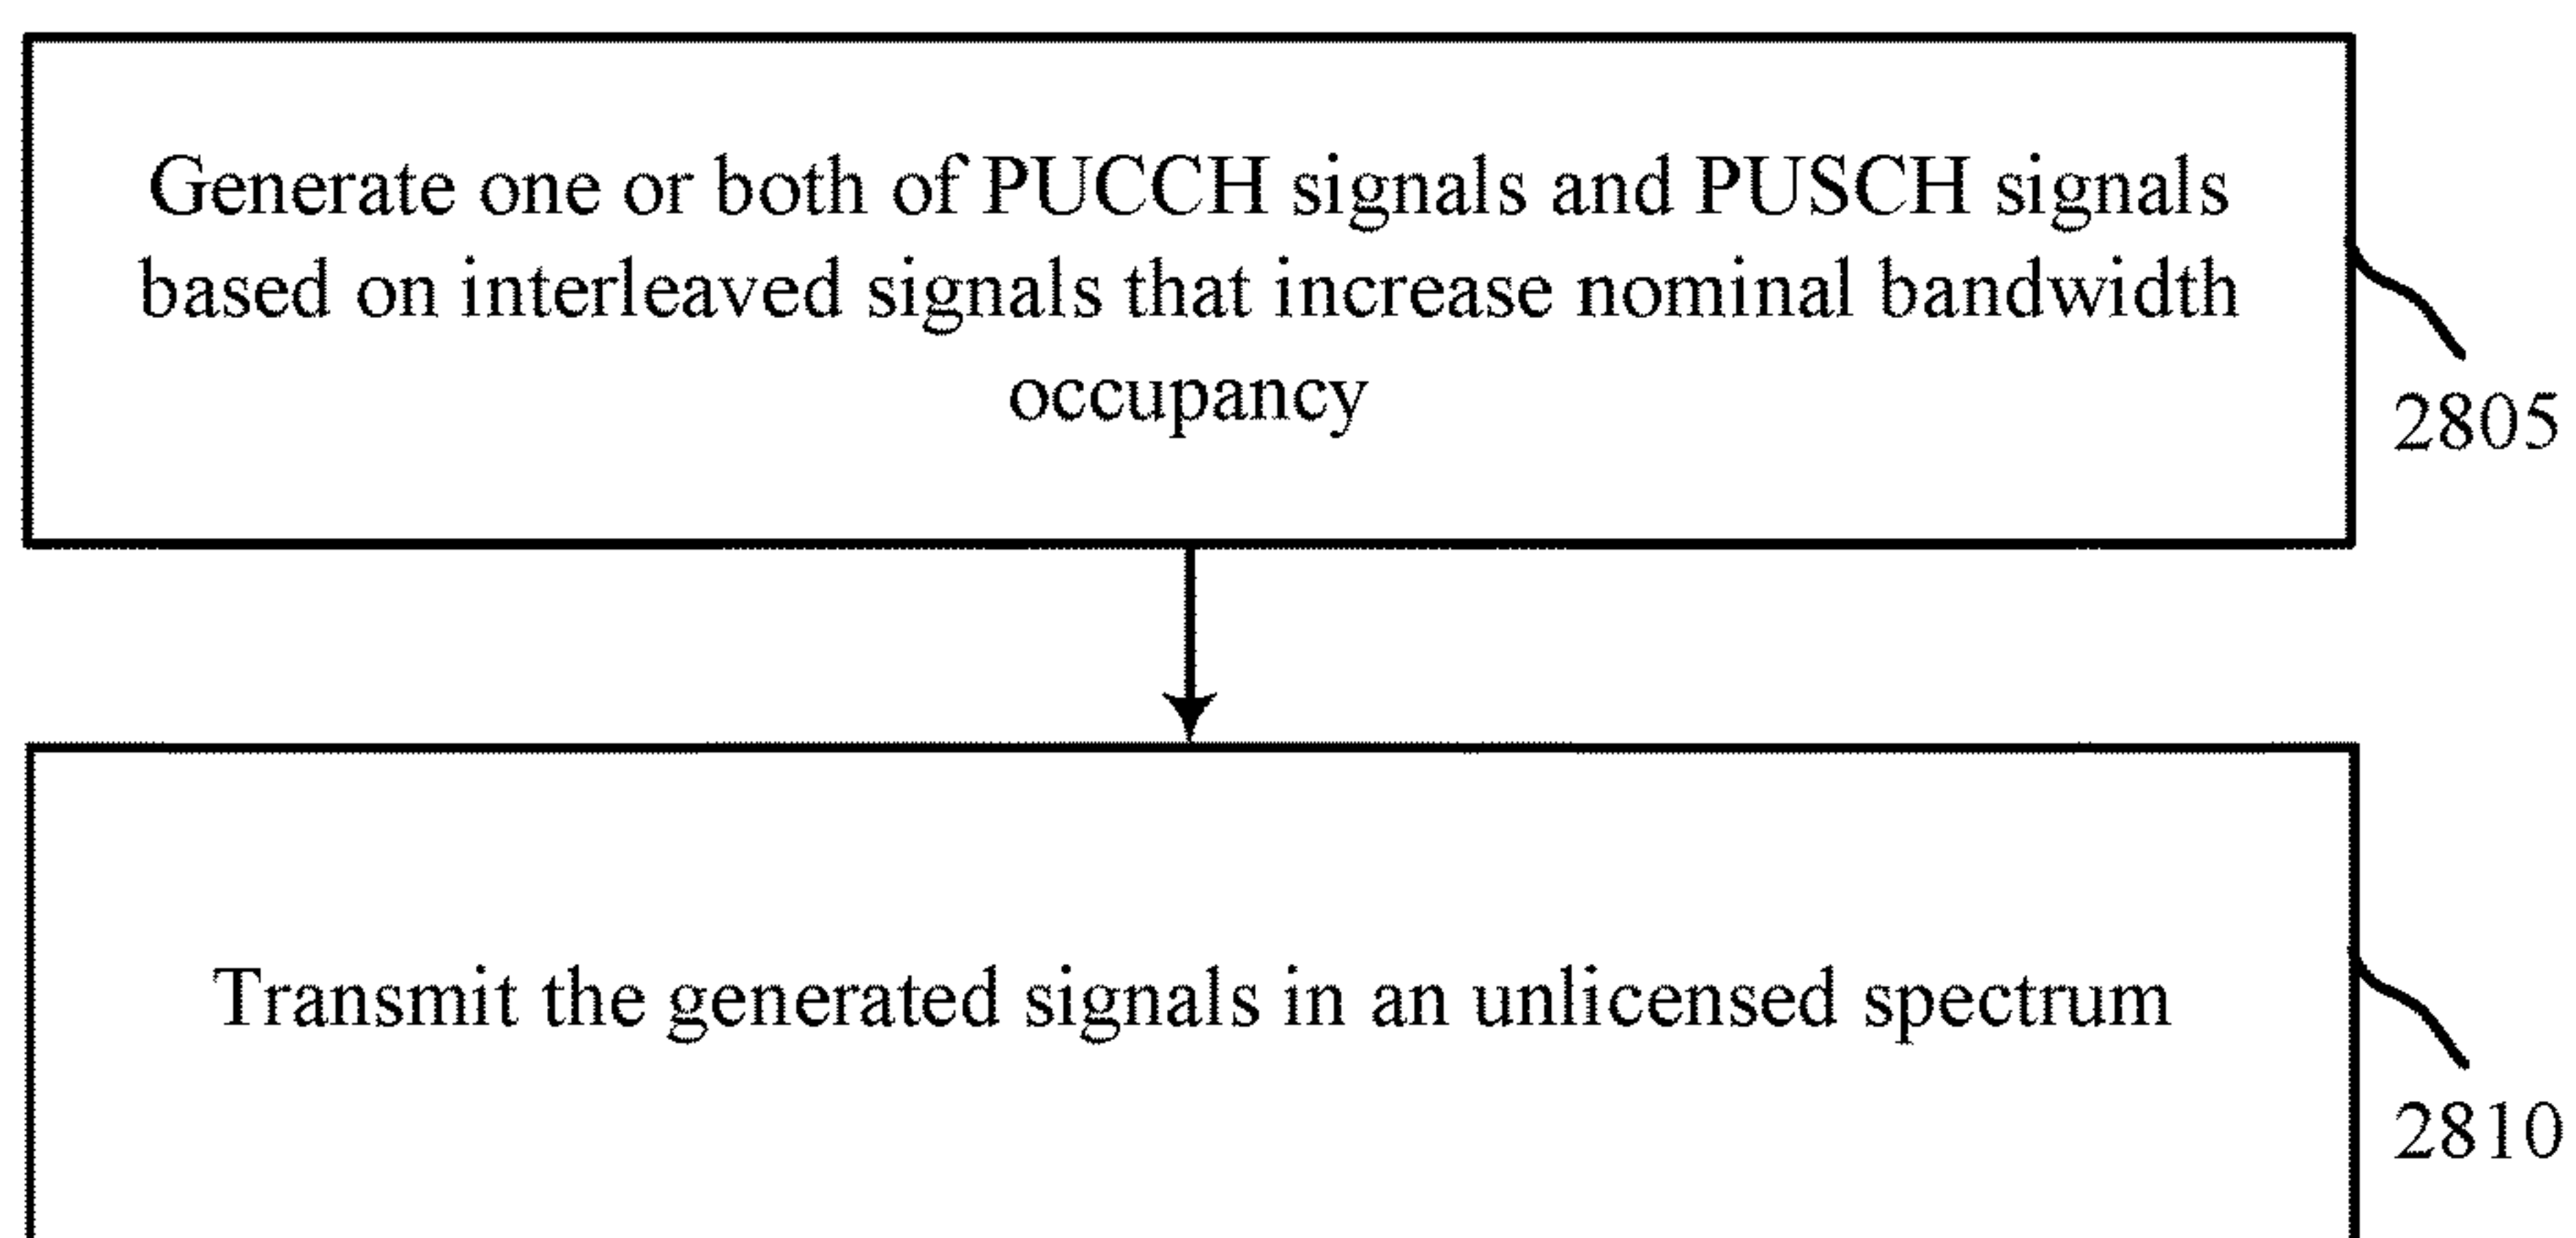 Generate one or both of PUCCH signals and PUSCH signals
based on interleaved signals that increase nominal bandwidth
occupancy
2805
Transmit the generated signals in an unlicensed spectrum
2810